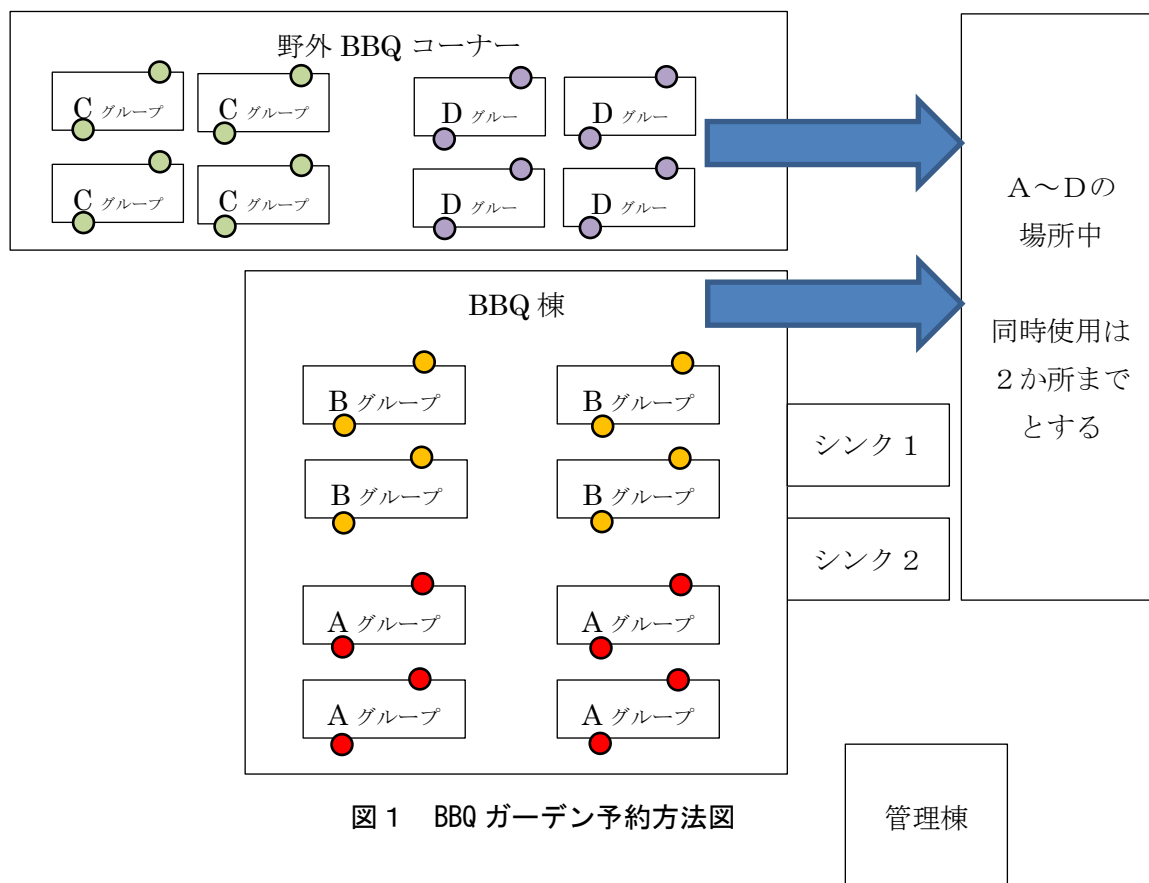 野外 BBQ コーナー
C グループ
C グループ
D グルー
D グルー
C グループ
C グループ
D グルー
D グルー
A～Dの
場所中
同時使用は
２か所まで
とする
BBQ 棟
B グループ
B グループ
B グループ
B グループ
A グループ
A グループ
A グループ
A グループ
シンク１
シンク２
図１　BBQ ガーデン予約方法図
管理棟